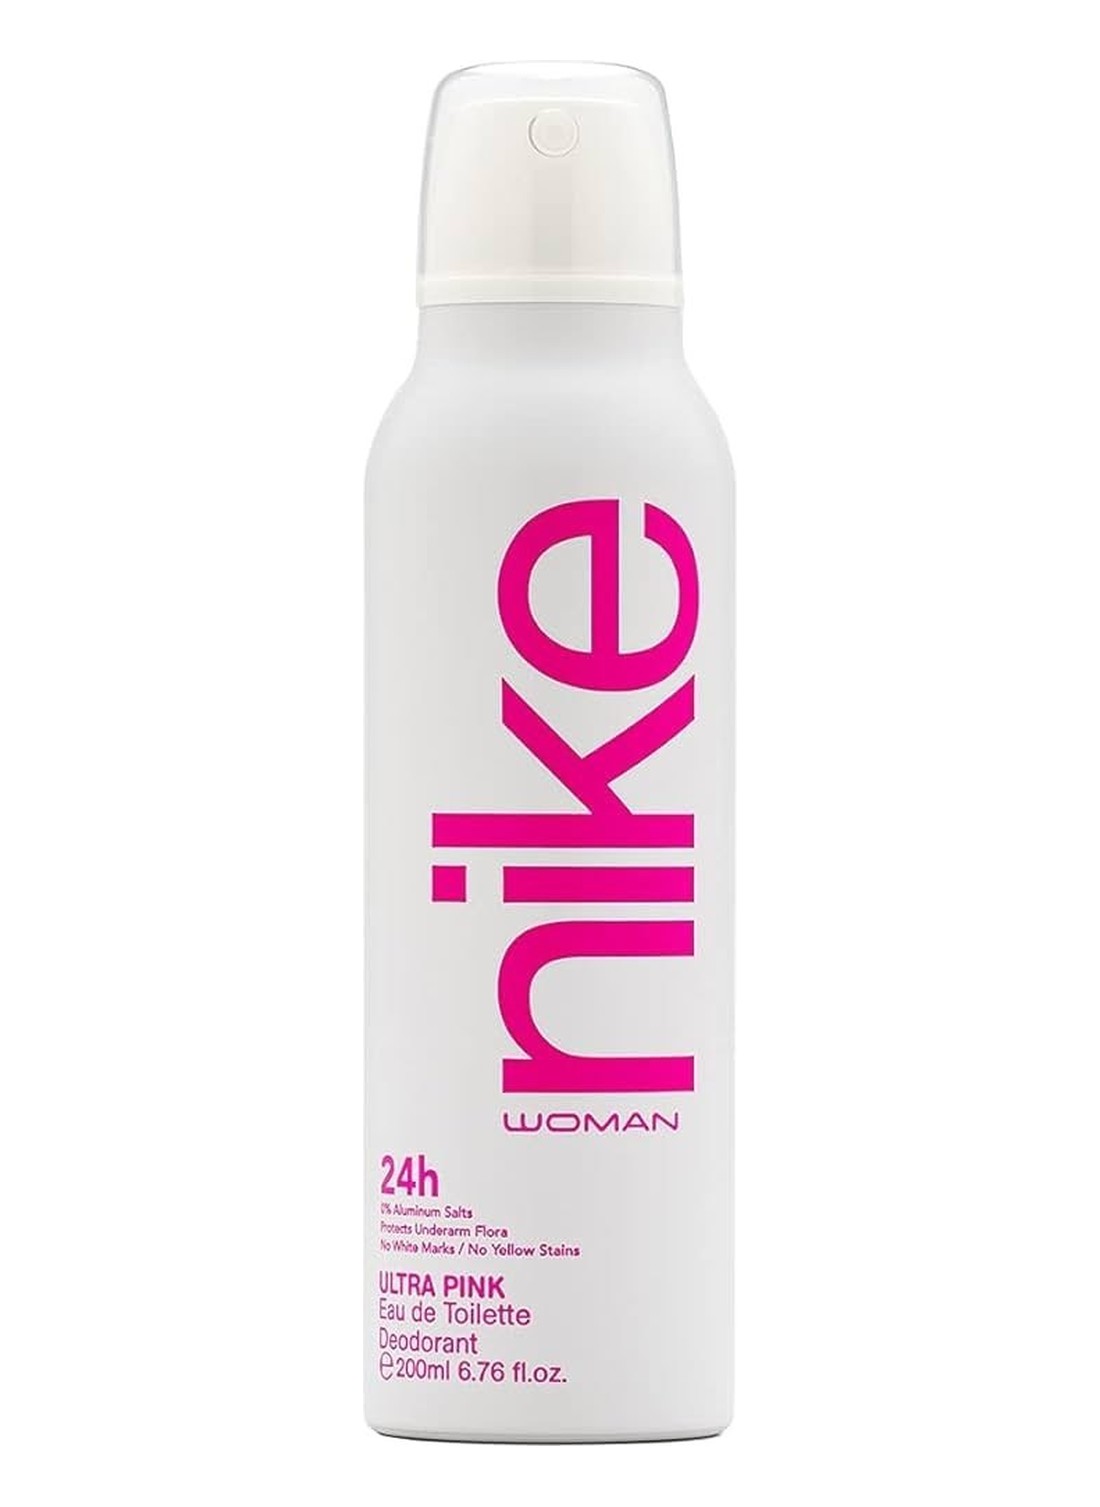 nike
WOMAN
24h
0% Aluminum Salts
Protects Underarm Flora
No White Marks / No Yellow Stains
ULTRA PINK
Eau de Toilette
Deodorant
℮200ml 6.76 fl.oz.